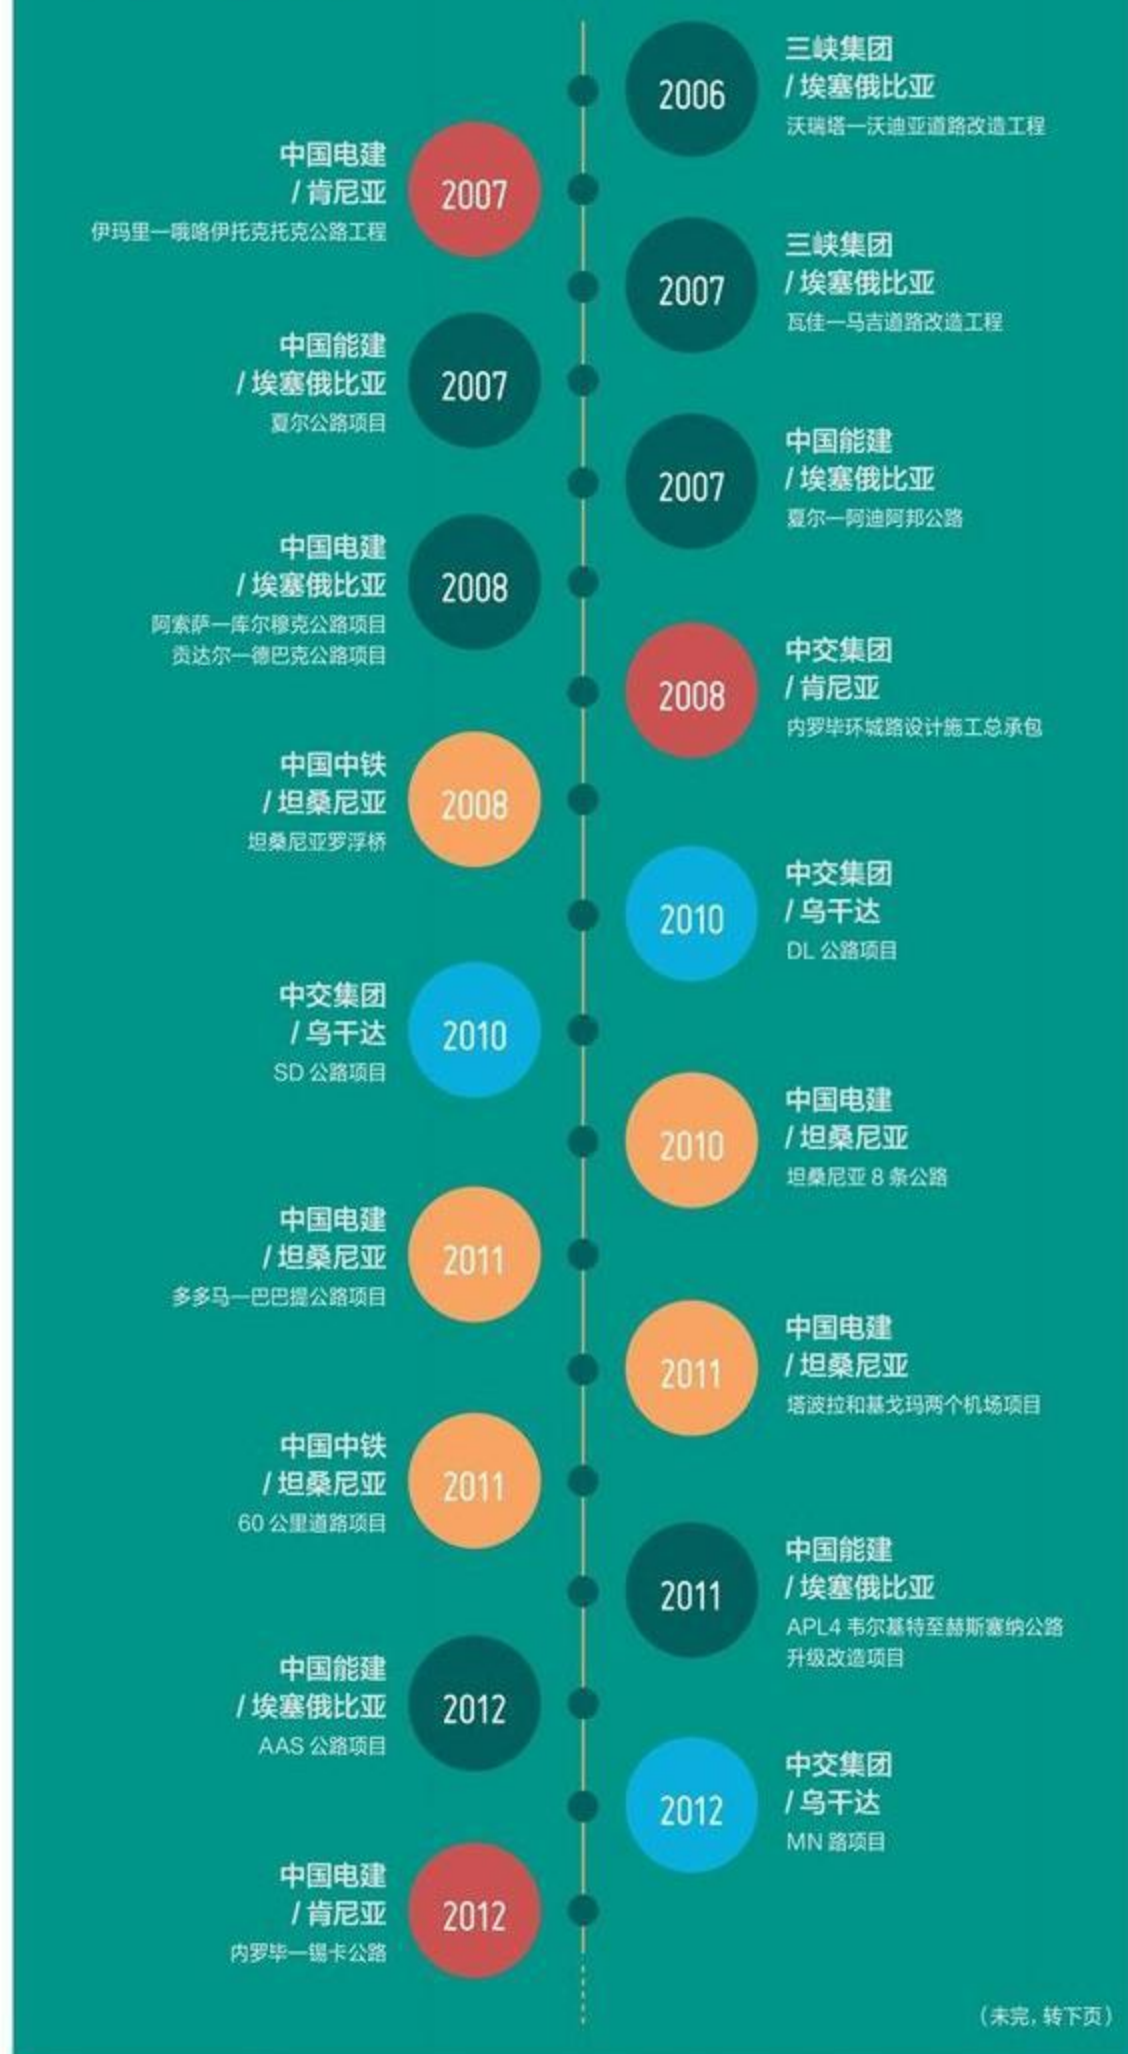 2006
三峡集团
/ 埃塞俄比亚
沃瑞塔—沃迪亚道路改造工程
中国电建
/ 肯尼亚
伊玛里—哦咯伊托克托克公路工程
2007
2007
三峡集团
/ 埃塞俄比亚
瓦佳—马吉道路改造工程
中国能建
/ 埃塞俄比亚
夏尔公路项目
2007
2007
中国能建
/ 埃塞俄比亚
夏尔—阿迪阿邦公路
中国电建
/ 埃塞俄比亚
阿索萨—库尔穆克公路项目
贡达尔—德巴克公路项目
2008
2008
中交集团
/ 肯尼亚
内罗毕环城路设计施工总承包
中国中铁
/ 坦桑尼亚
坦桑尼亚罗浮桥
2008
2010
中交集团
/ 乌干达
DL 公路项目
中交集团
/ 乌干达
SD 公路项目
2010
2010
中国电建
/ 坦桑尼亚
坦桑尼亚 8 条公路
中国电建
/ 坦桑尼亚
多多马—巴巴提公路项目
2011
2011
中国电建
/ 坦桑尼亚
塔波拉和基戈玛两个机场项目
中国中铁
/ 坦桑尼亚
60 公里道路项目
2011
2011
中国能建
/ 埃塞俄比亚
APL4 韦尔基特至赫斯塞纳公路
升级改造项目
中国能建
/ 埃塞俄比亚
AAS 公路项目
2012
2012
中交集团
/ 乌干达
MN 路项目
中国电建
/ 肯尼亚
内罗毕—锡卡公路
2012
（未完，转下页）